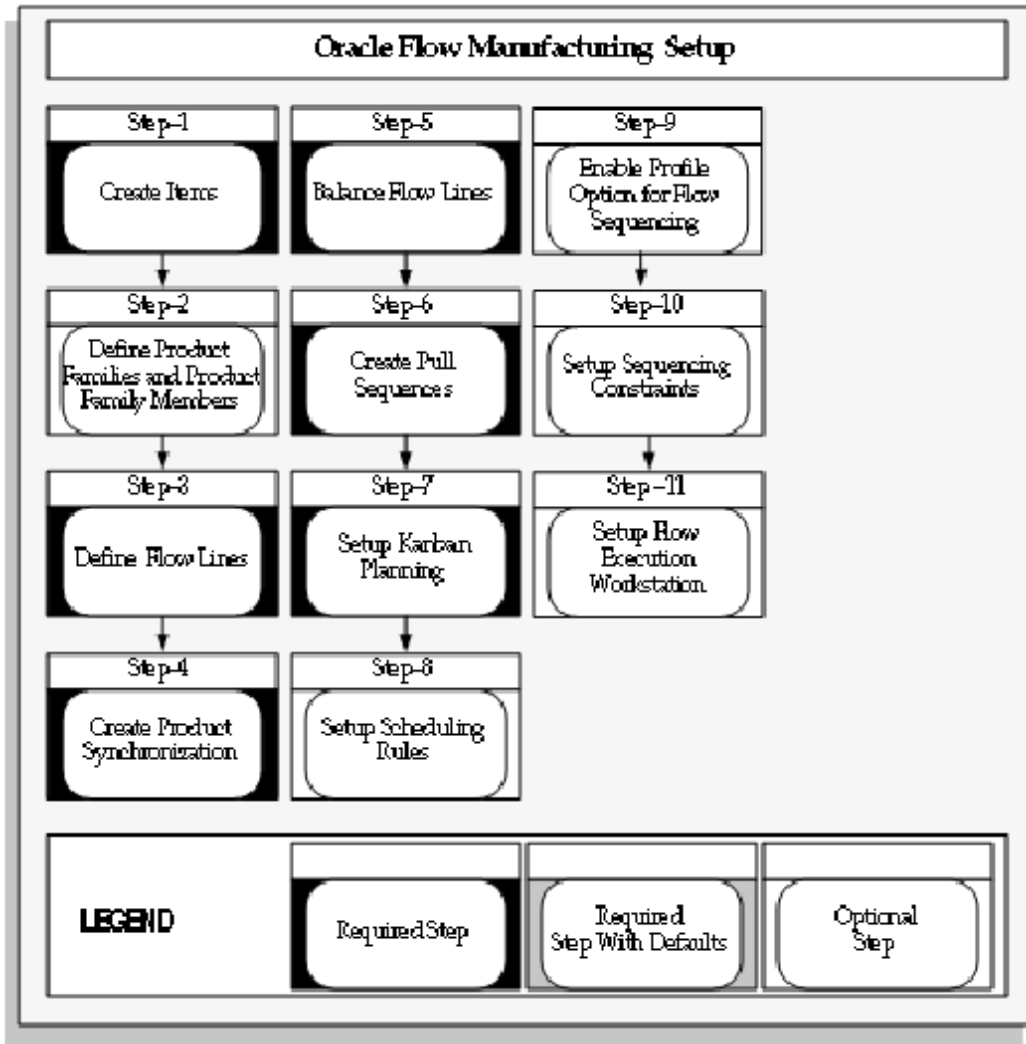 Oracle Flow Manufacturing Setup
Step-1
Create Items
Step-2
Define Product
Families and Product
Family Members
Step-3
Define Flow Lines
Step-4
Create Product
Synchronization
Step-5
Balance Flow Lines
Step-6
Create Pull
Sequences
Step-7
Setup Kanban
Planning
Step-8
Setup Scheduling
Rules
Step-9
Enable Profile
Option for Flow
Sequencing
Step-10
Setup Sequencing
Constraints
Step-11
Setup Flow
Execution
Workstation
LEGEND
Required Step
Required
Step With Defaults
Optional
Step